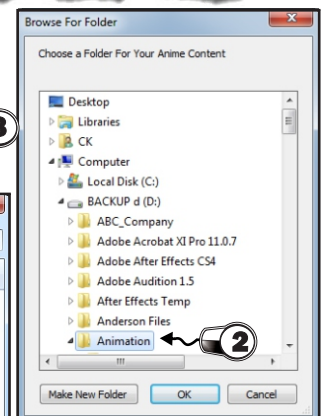 Browse For Folder
Choose a Folder For Your Anime Content
Desktop
Libraries
CK
Computer
Local Disk (C:)
BACKUP d (D:)
ABC_Company
Adobe Acrobat XI Pro 11.0.7
Adobe After Effects CS4
Adobe Audition 1.5
After Effects Temp
Anderson Files
Animation
2
Make New Folder
OK
Cancel